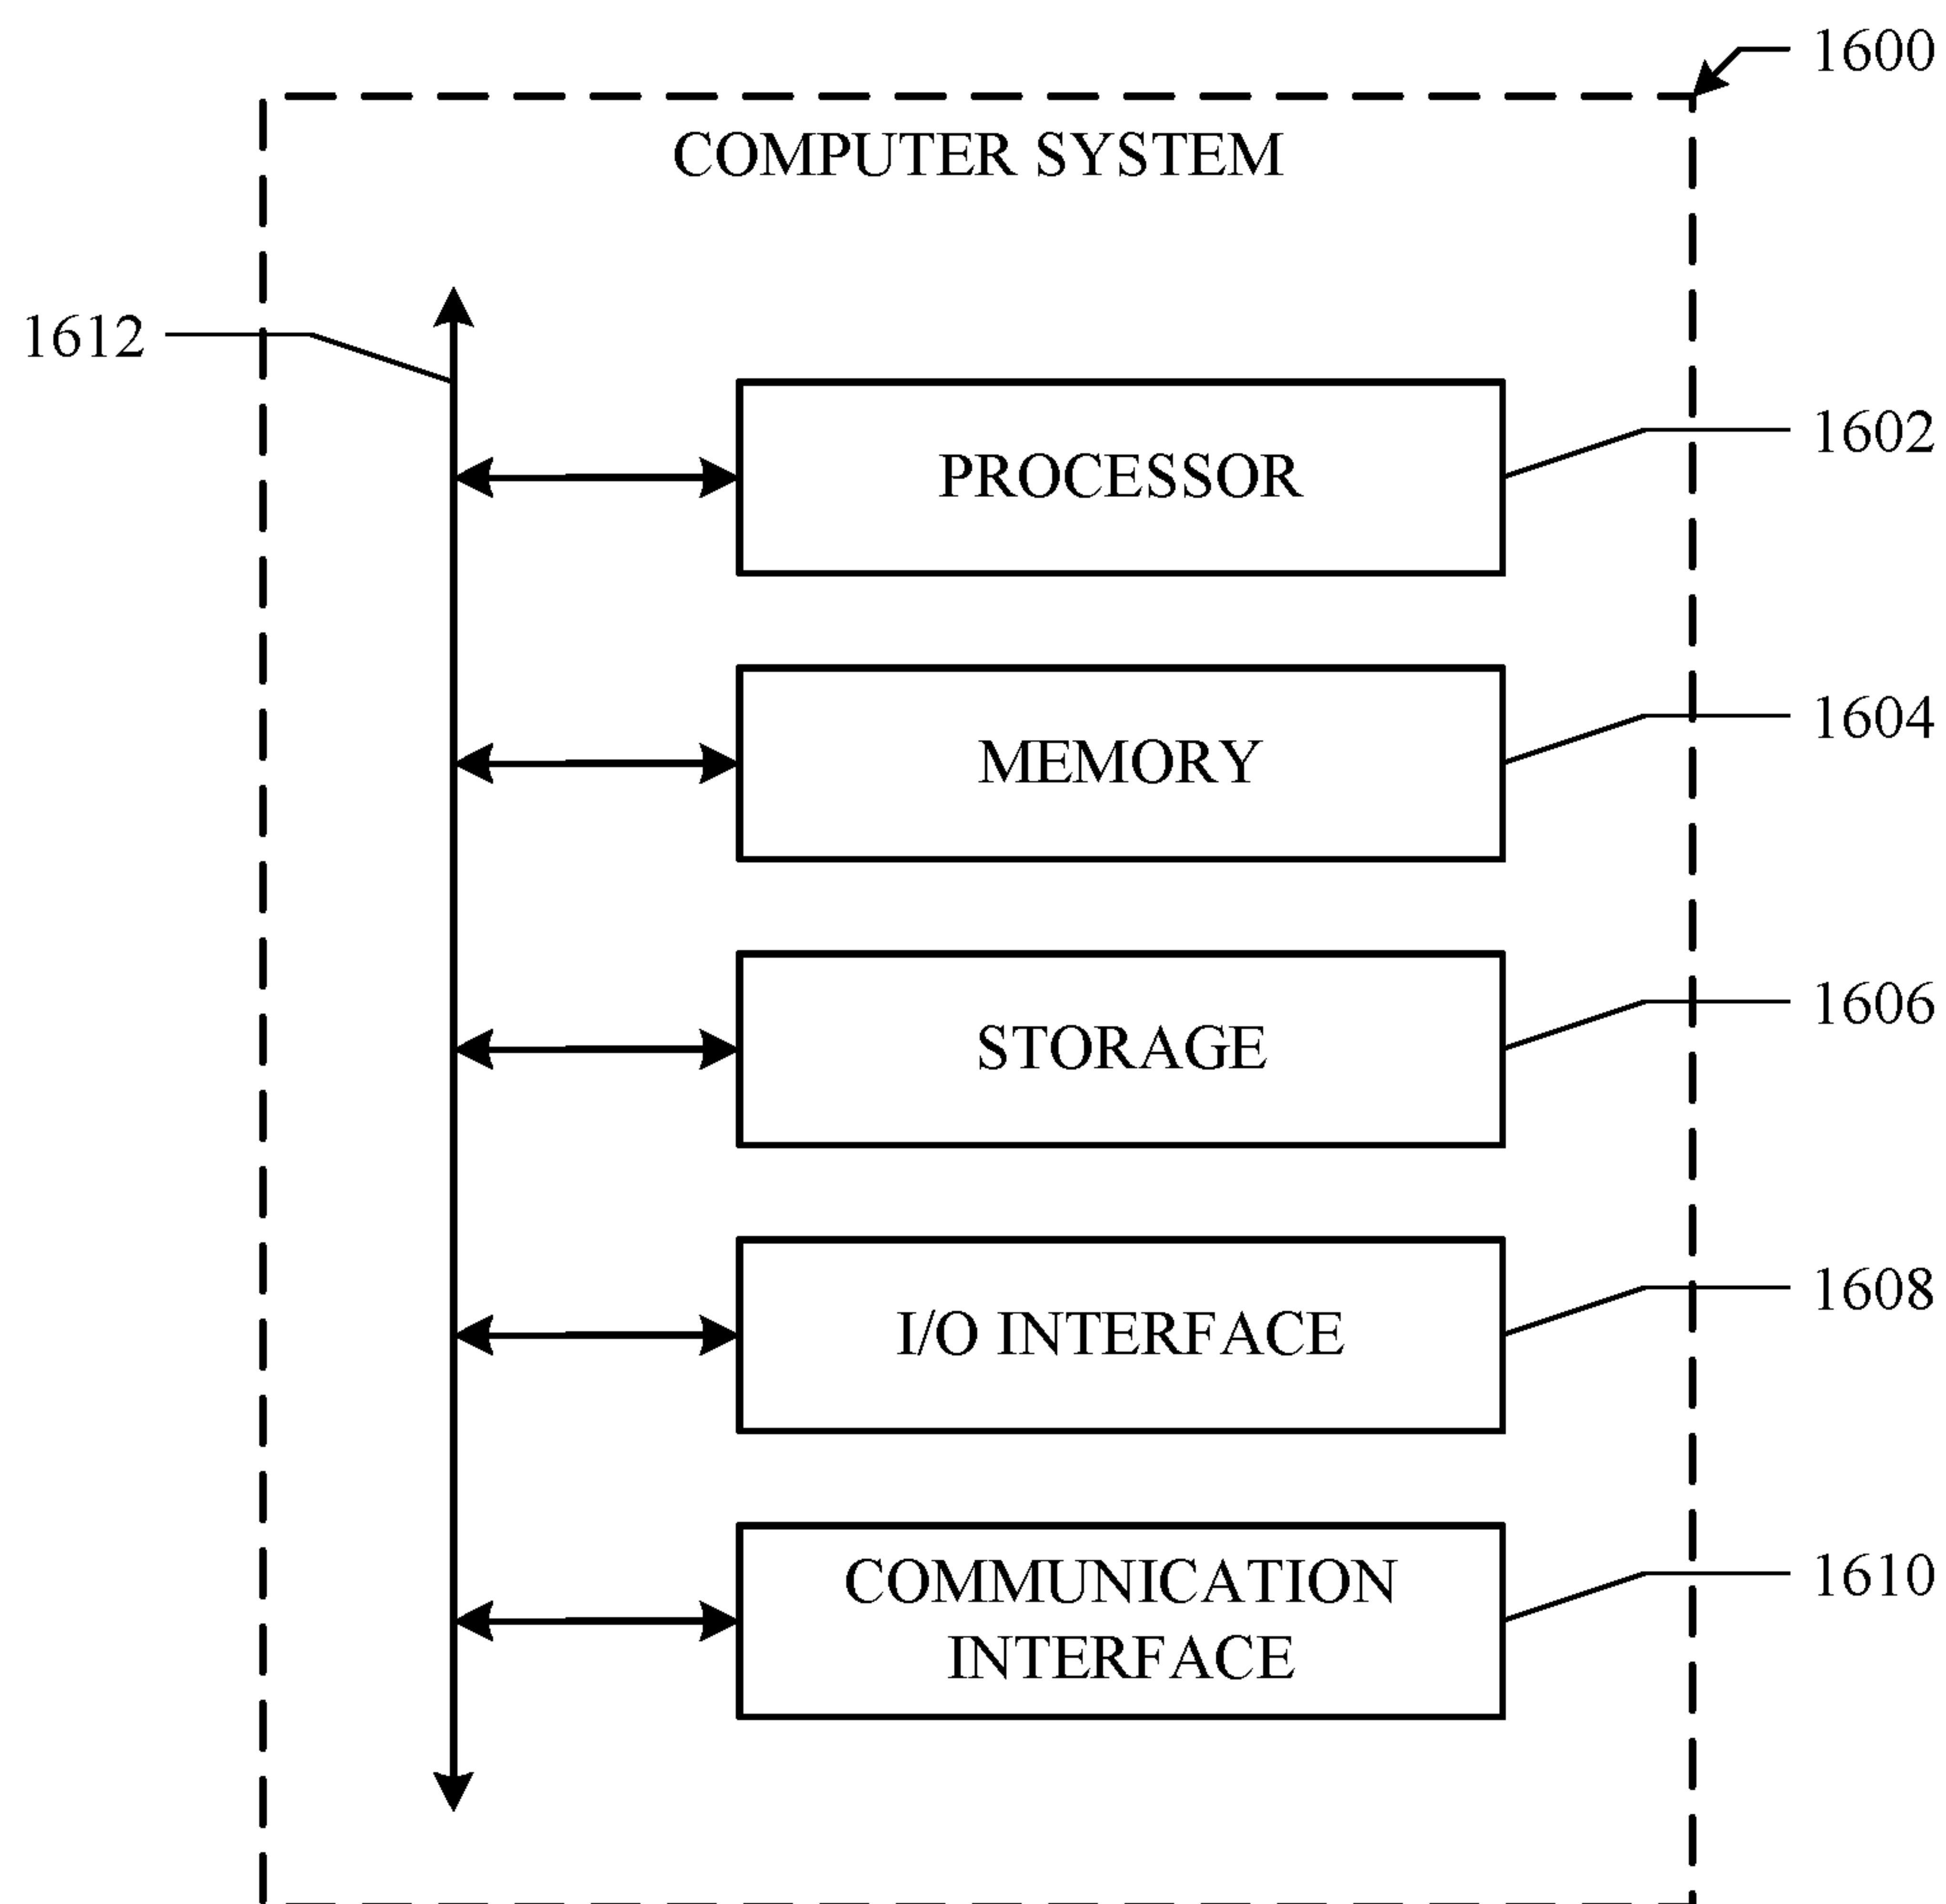 1600
COMPUTER SYSTEM
1612
1602
PROCESSOR
1604
MEMORY
1606
STORAGE
1608
I/O INTERFACE
1610
COMMUNICATION
INTERFACE